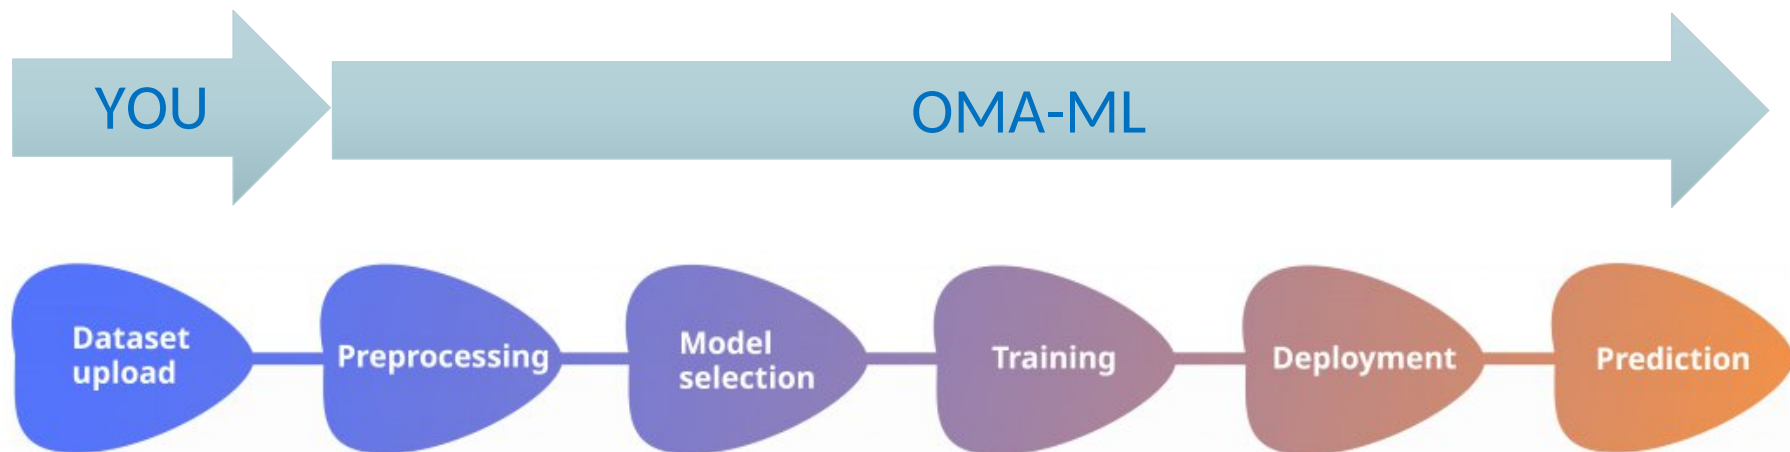 YOU
OMA-ML
Dataset
upload
Preprocessing
Model
selection
Training
Deployment
Prediction